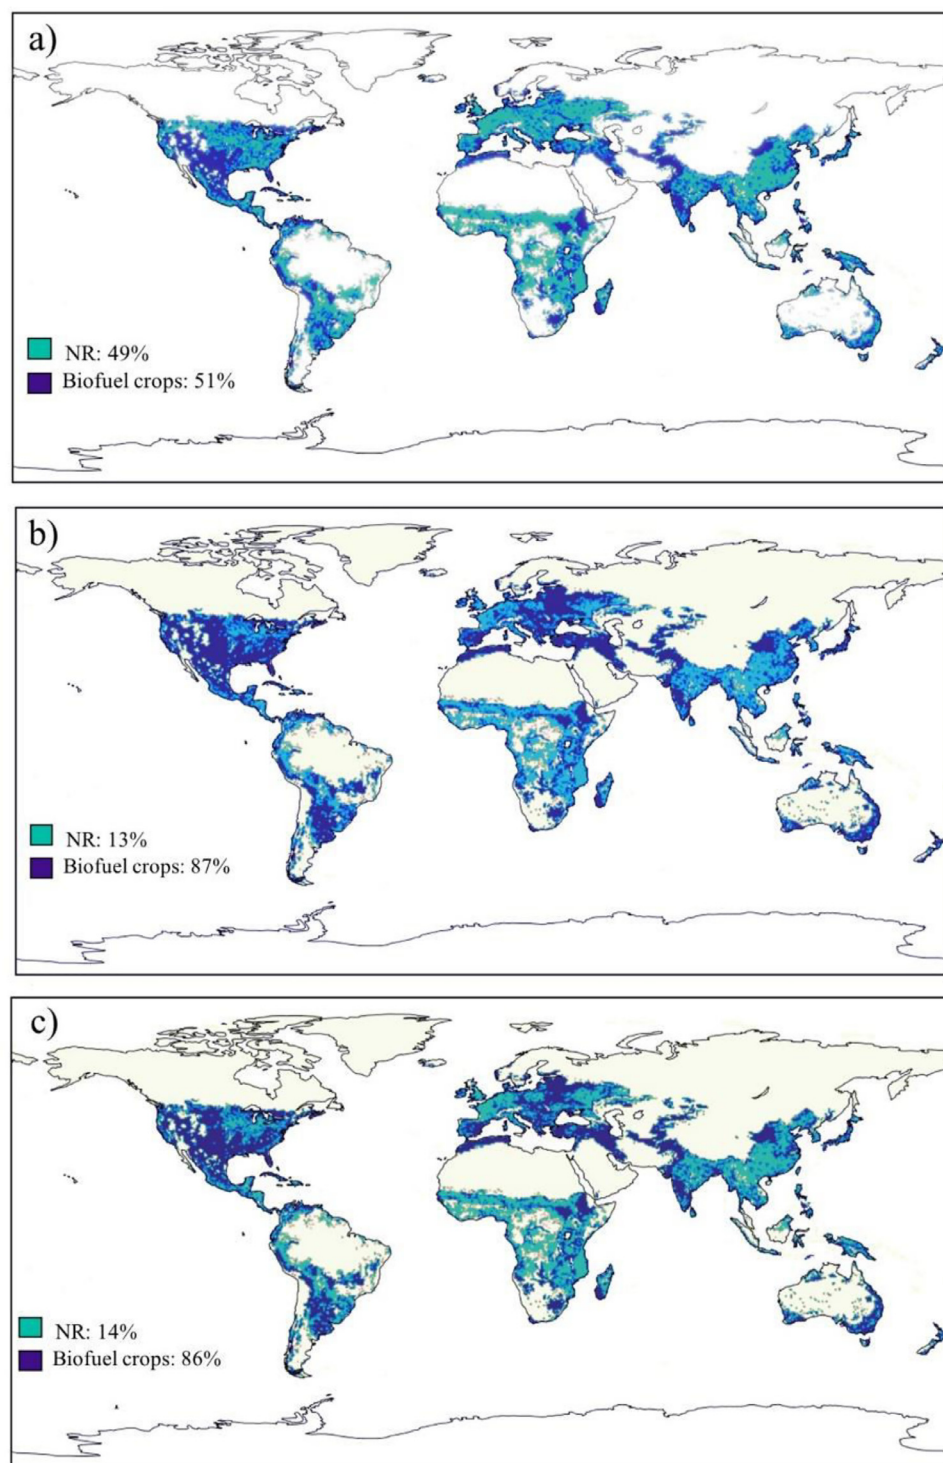 a)
NR: 49%
Biofuel crops: 51%
b)
NR: 13%
Biofuel crops: 87%
c)
NR: 14%
Biofuel crops: 86%